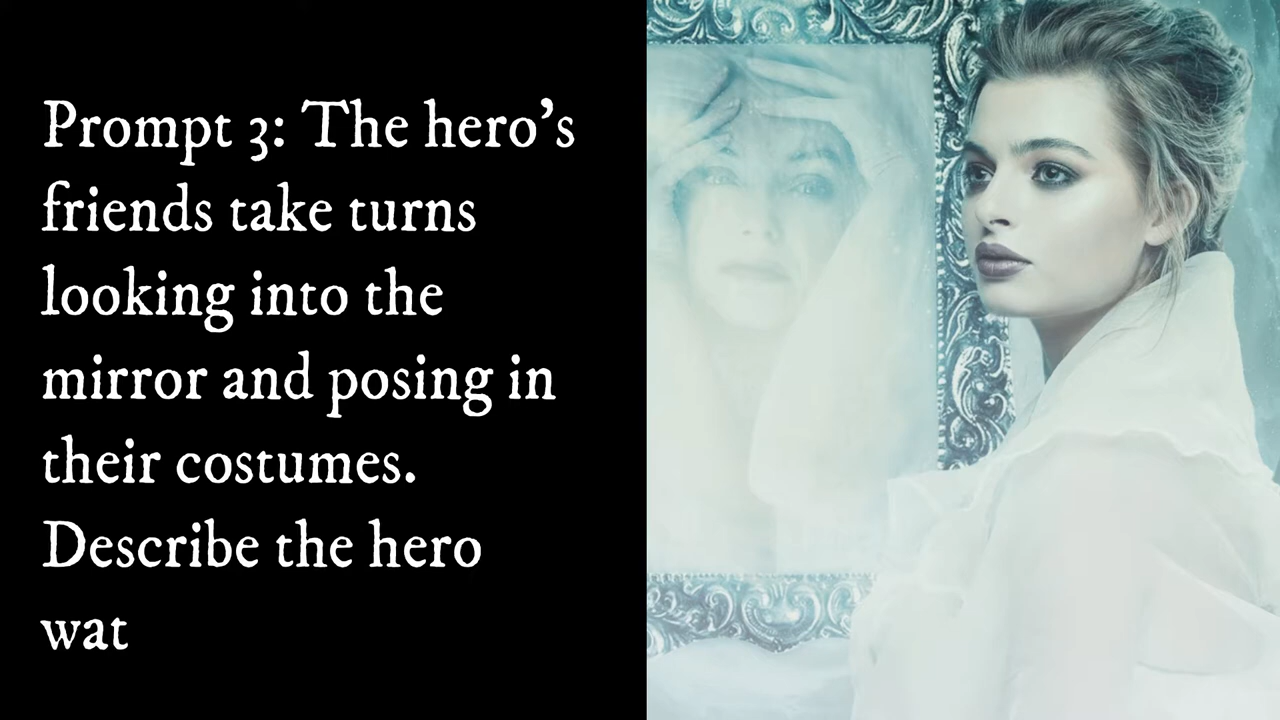 Prompt 3: The hero’s
friends take turns
looking into the
mirror and posing in
their costumes.
Describe the hero
wat